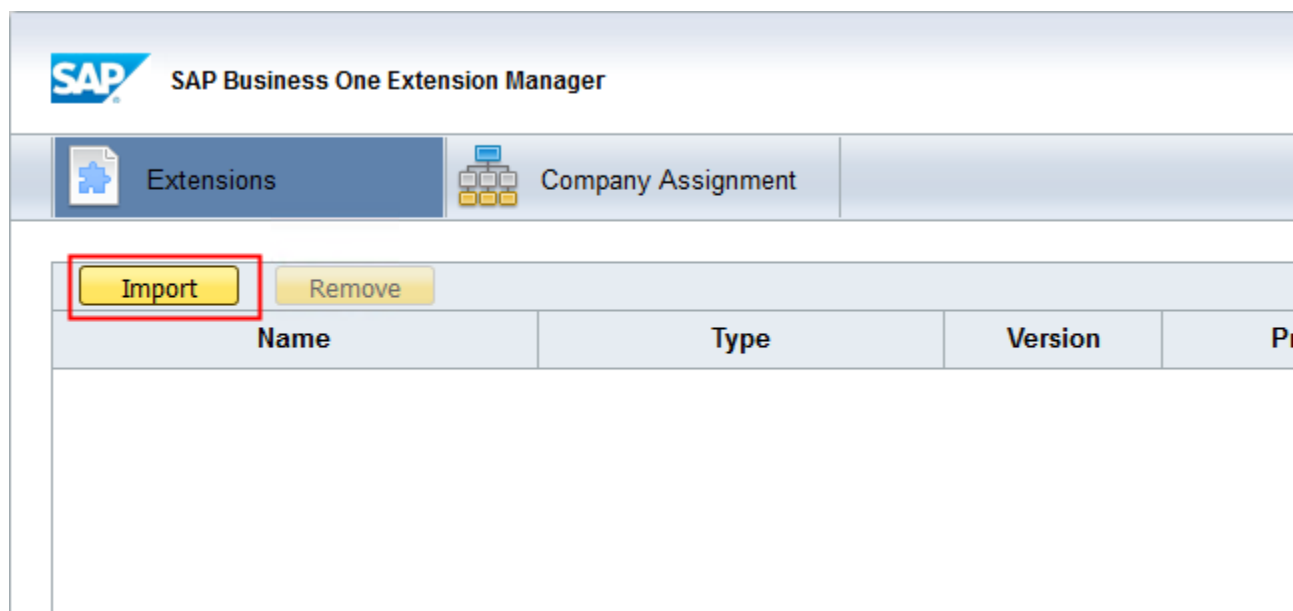 SAP SAP Business One Extension Manager
Extensions Company Assignment
Import Remove
Name Type Version